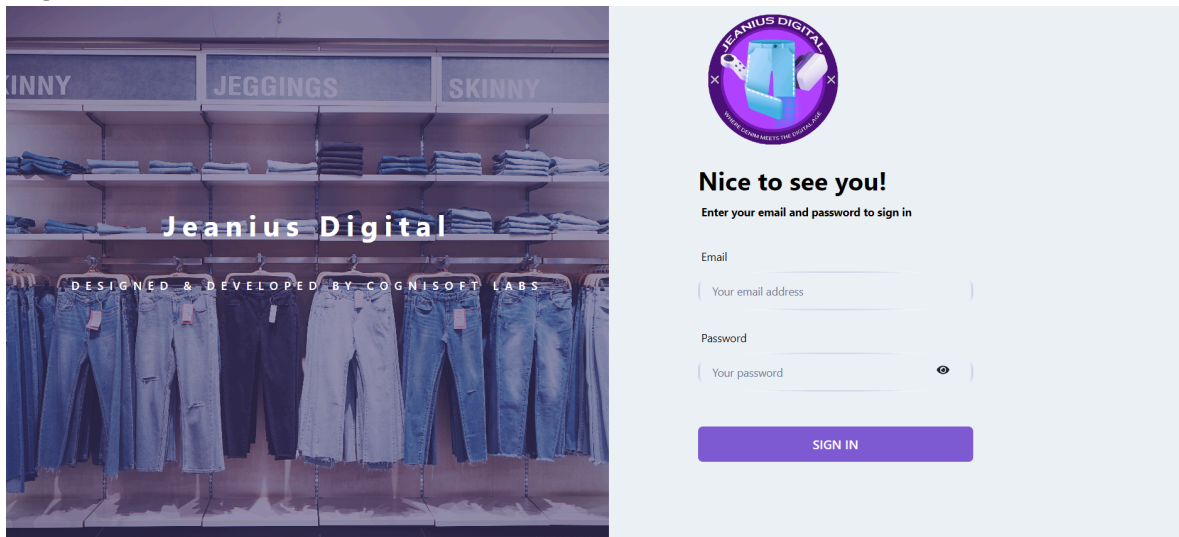 KINNY
JEGGINGS
SKINNY
Jeanius Digital
DESIGNED & DEVELOPED BY COGNISOFT LABS
JEANIUS DIGITAL
WHERE DENIM MEETS THE DIGITAL AGE
Nice to see you!
Enter your email and password to sign in
Email
Your email address
Password
Your password
SIGN IN